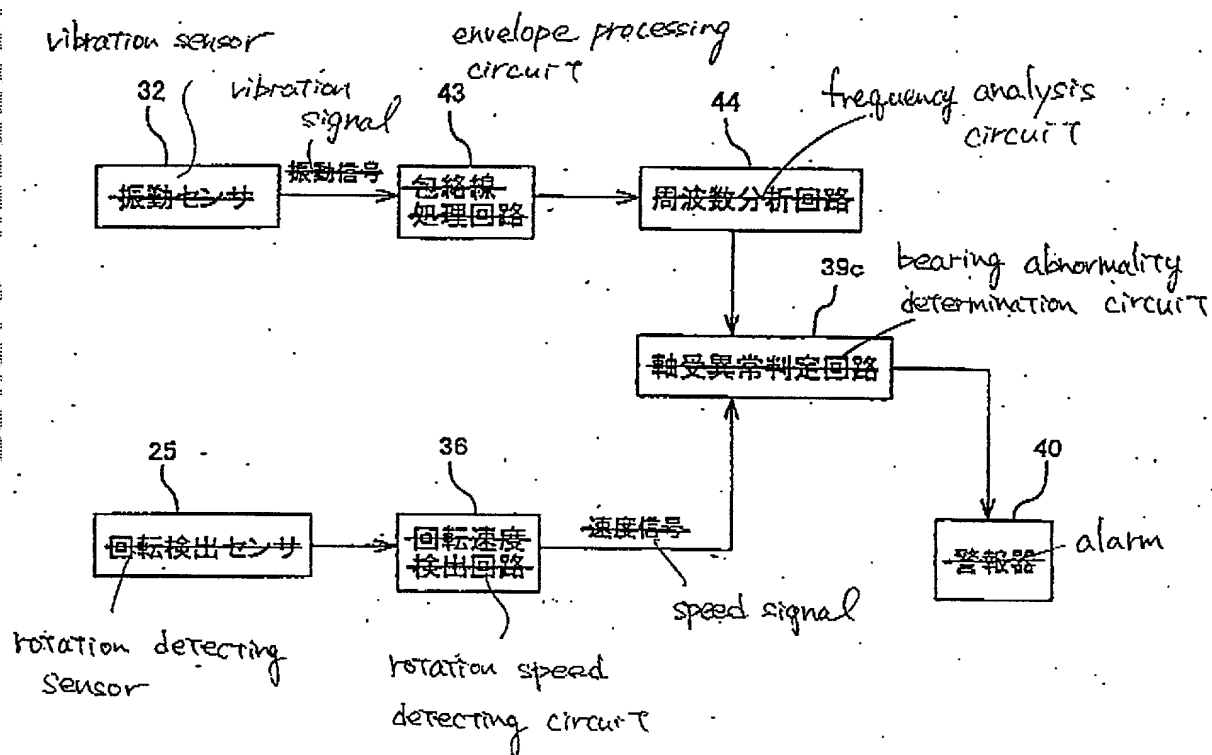 vibration sensor
envelope processing
circuit
32
vibration
signal
43
44
frequency analysis
circuit
振動センサ
振動信号
包絡線
処理回路
周波数分析回路
39c
bearing abnormality
determination circuit
軸受異常判定回路
25
36
40
回転検出センサ
回転速度
検出回路
速度信号
警報器
alarm
speed signal
rotation detecting
sensor
rotation speed
detecting circuit